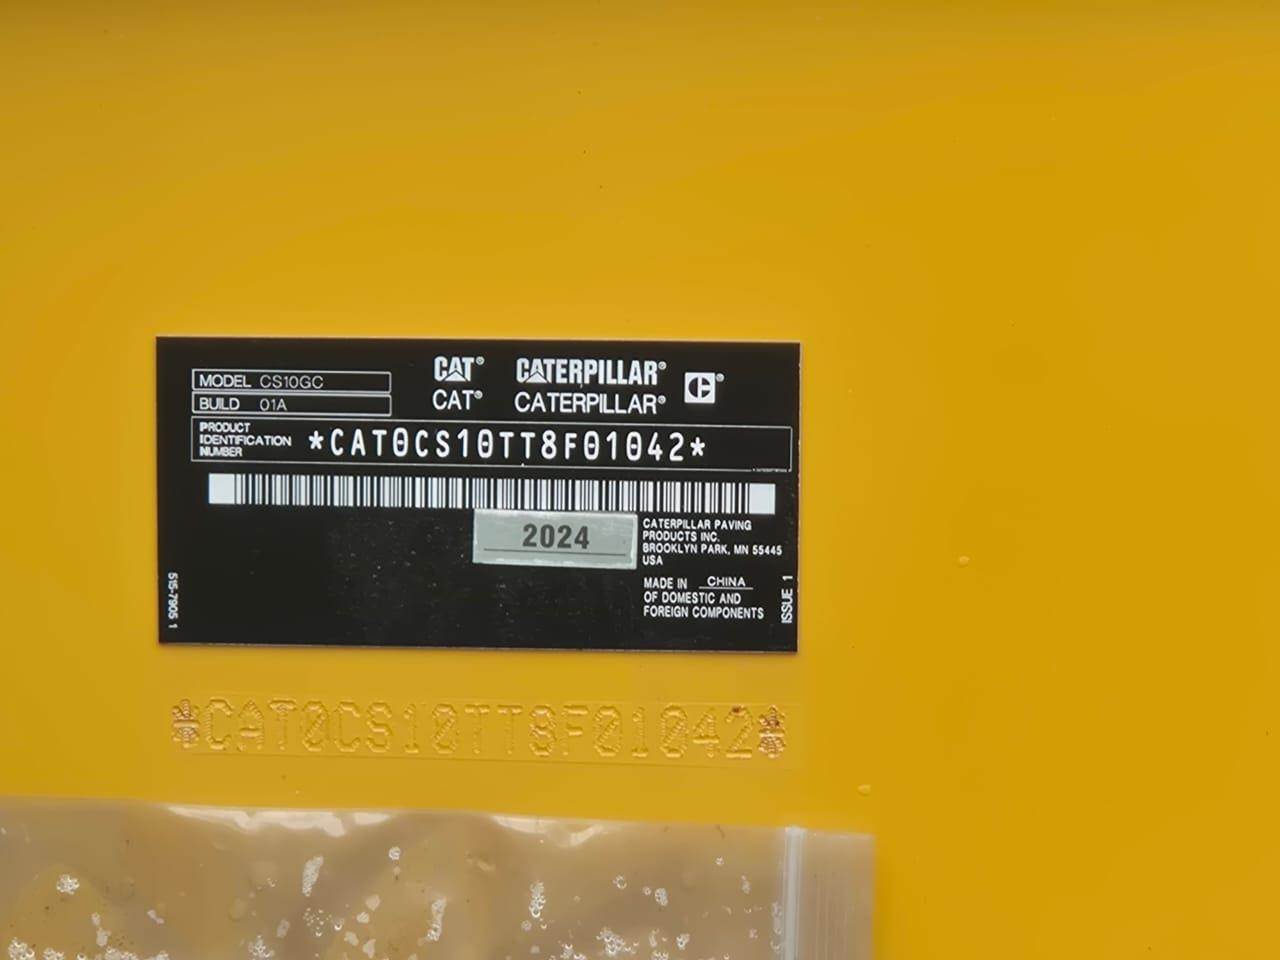 MODEL CS10GC
BUILD 01A
CAT® CATERPILLAR® C®
CAT® CATERPILLAR®
PRODUCT
IDENTIFICATION
NUMBER
*CAT0CS10TT8F01042*
2024
CATERPILLAR PAVING
PRODUCTS INC.
BROOKLYN PARK, MN 55445
USA
MADE IN CHINA
OF DOMESTIC AND
FOREIGN COMPONENTS
515-7905 1
ISSUE 1
*CAT0CS10TT8F01042*